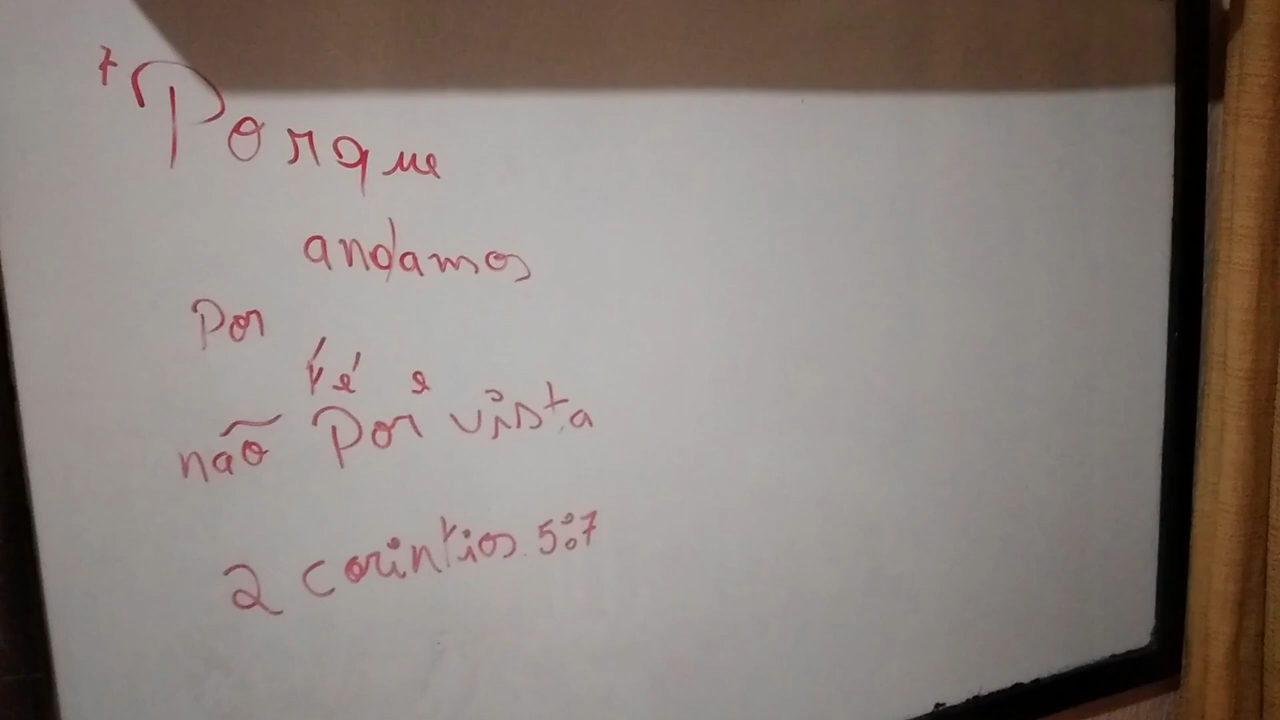 7 Porque
andamos
Por
fé e
não Por vista
2 corintios 5:7